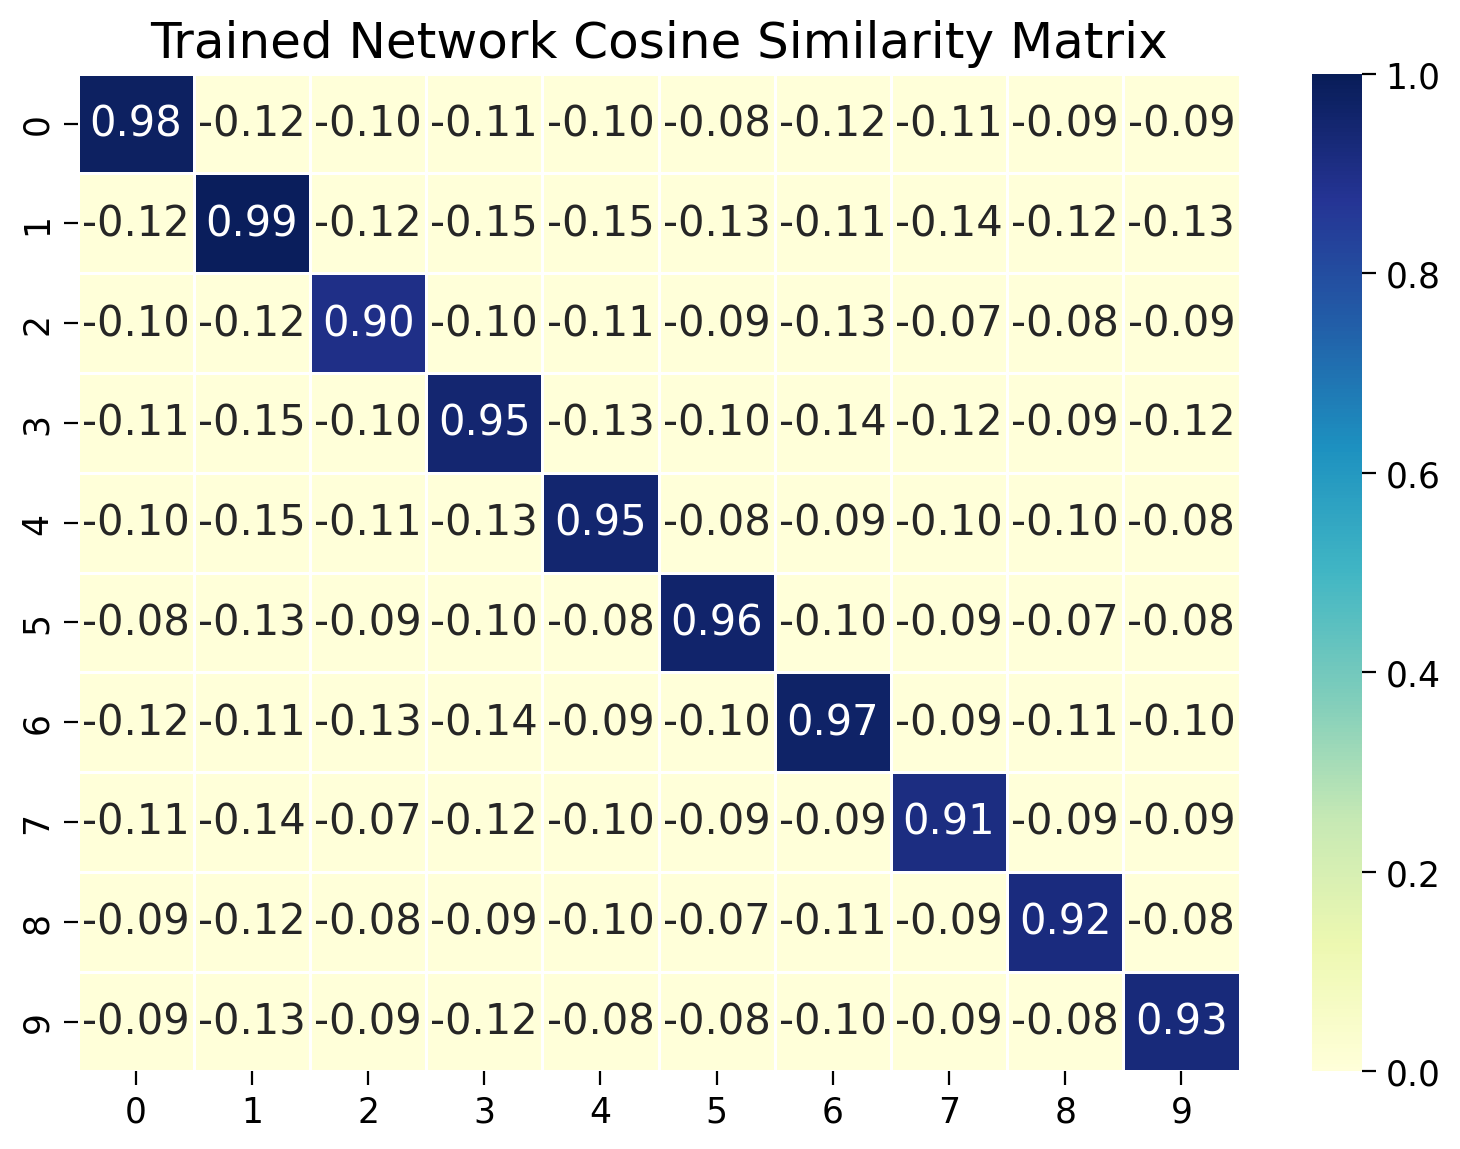 Trained Network Cosine Similarity Matrix
0 0.98 -0.12 -0.10 -0.11 -0.10 -0.08 -0.12 -0.11 -0.09 -0.09
1 -0.12 0.99 -0.12 -0.15 -0.15 -0.13 -0.11 -0.14 -0.12 -0.13
2 -0.10 -0.12 0.90 -0.10 -0.11 -0.09 -0.13 -0.07 -0.08 -0.09
3 -0.11 -0.15 -0.10 0.95 -0.13 -0.10 -0.14 -0.12 -0.09 -0.12
4 -0.10 -0.15 -0.11 -0.13 0.95 -0.08 -0.09 -0.10 -0.10 -0.08
5 -0.08 -0.13 -0.09 -0.10 -0.08 0.96 -0.10 -0.09 -0.07 -0.08
6 -0.12 -0.11 -0.13 -0.14 -0.09 -0.10 0.97 -0.09 -0.11 -0.10
7 -0.11 -0.14 -0.07 -0.12 -0.10 -0.09 -0.09 0.91 -0.09 -0.09
8 -0.09 -0.12 -0.08 -0.09 -0.10 -0.07 -0.11 -0.09 0.92 -0.08
9 -0.09 -0.13 -0.09 -0.12 -0.08 -0.08 -0.10 -0.09 -0.08 0.93
0 1 2 3 4 5 6 7 8 9
1.0
0.8
0.6
0.4
0.2
0.0